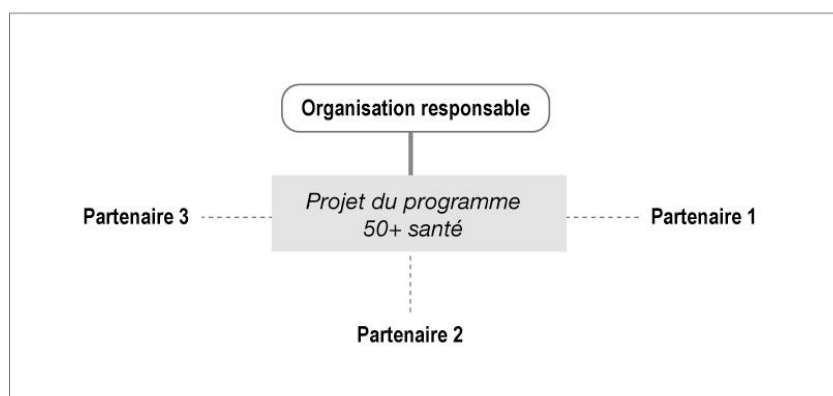 Organisation responsable
Projet du programme
50+ santé
Partenaire 3
Partenaire 1
Partenaire 2